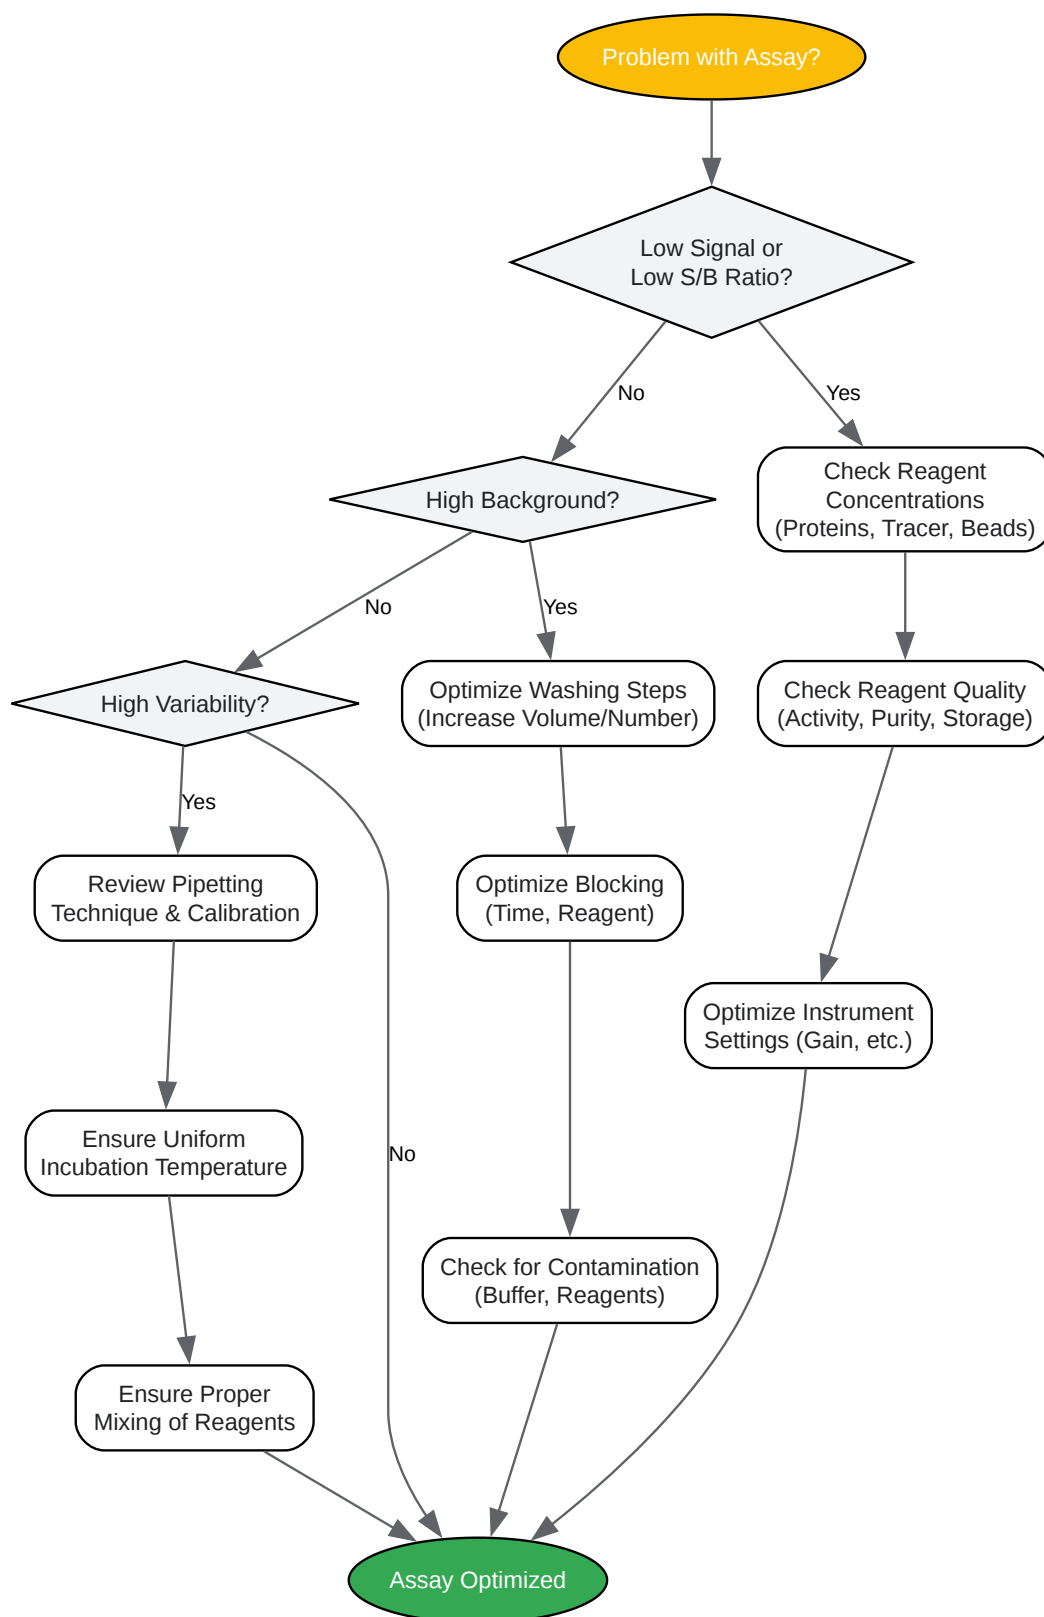 Problem with Assay?
Low Signal or
Low S/B Ratio?
No
Yes
High Background?
Check Reagent
Concentrations
(Proteins, Tracer, Beads)
No
Yes
High Variability?
Optimize Washing Steps
(Increase Volume/Number)
Check Reagent Quality
(Activity, Purity, Storage)
Yes
Review Pipetting
Technique & Calibration
Optimize Blocking
(Time, Reagent)
Optimize Instrument
Settings (Gain, etc.)
Ensure Uniform
Incubation Temperature
No
Check for Contamination
(Buffer, Reagents)
Ensure Proper
Mixing of Reagents
Assay Optimized